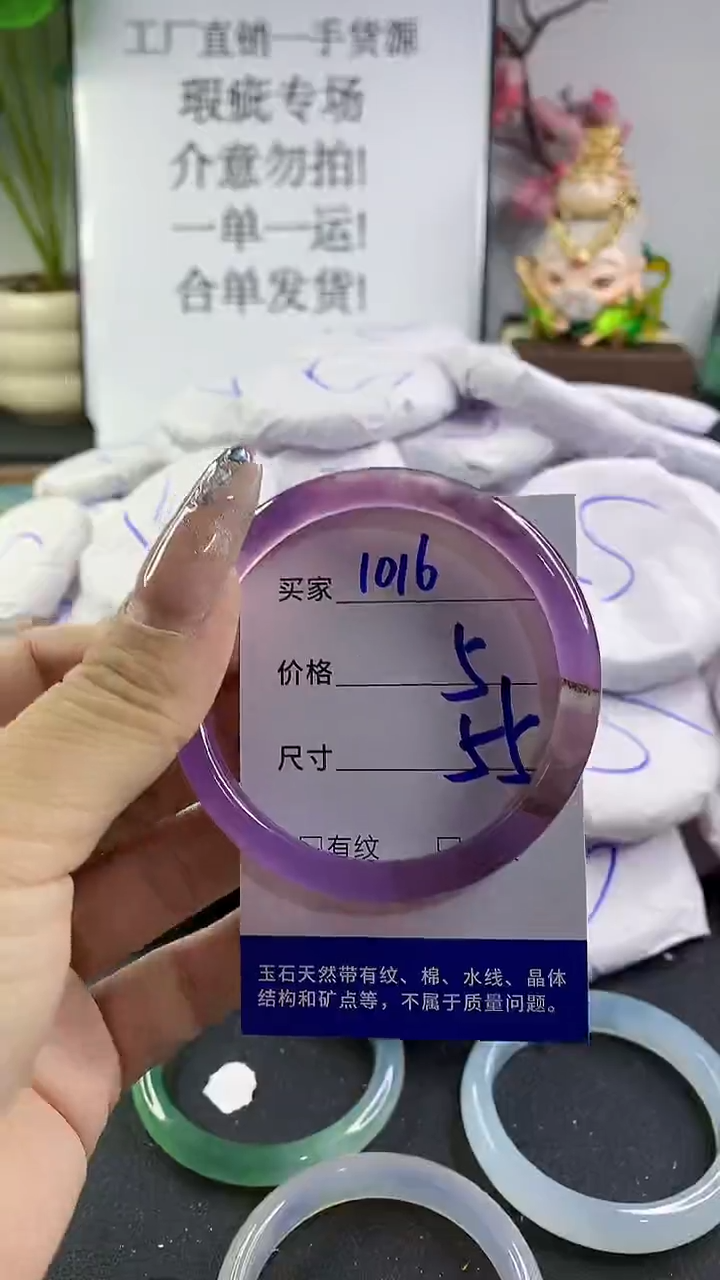 工厂直销一手货源
瑕疵专场
介意勿拍!
一单一运!
合单发货!
买家 1016
价格 5
尺寸 55
有纹
玉石天然带有纹、棉、水线、晶体
结构和矿点等，不属于质量问题。
S